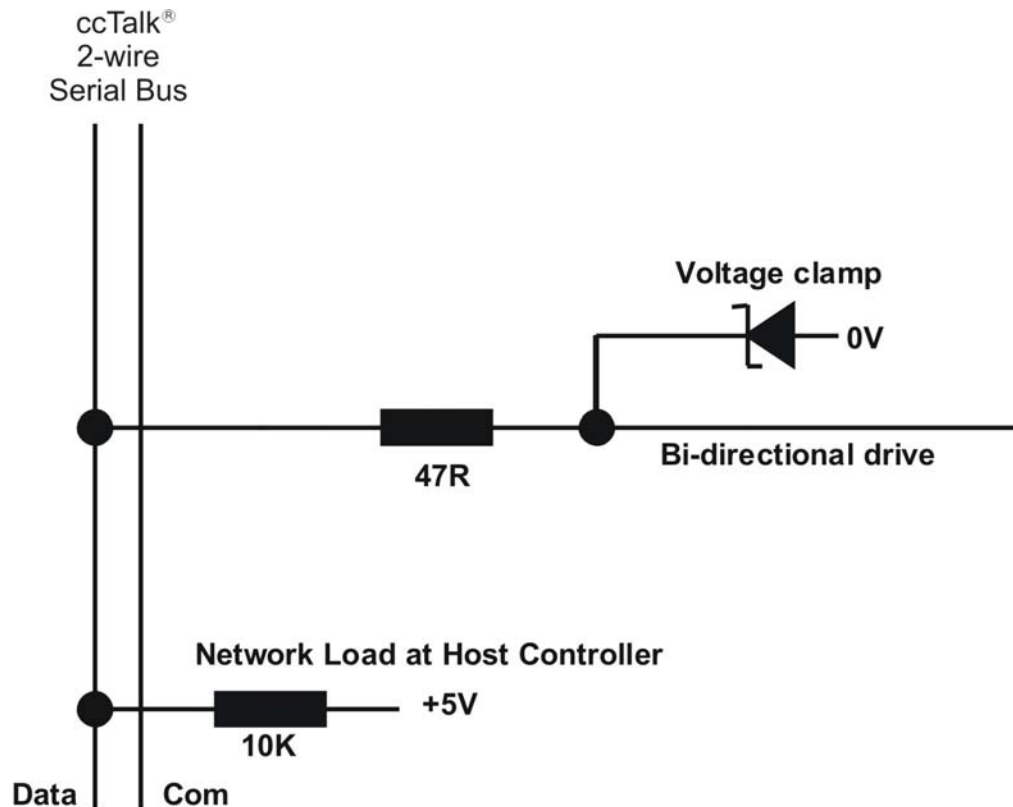 ccTalk®
2-wire
Serial Bus
Voltage clamp
0V
47R
Bi-directional drive
Network Load at Host Controller
+5V
10K
Data
Com